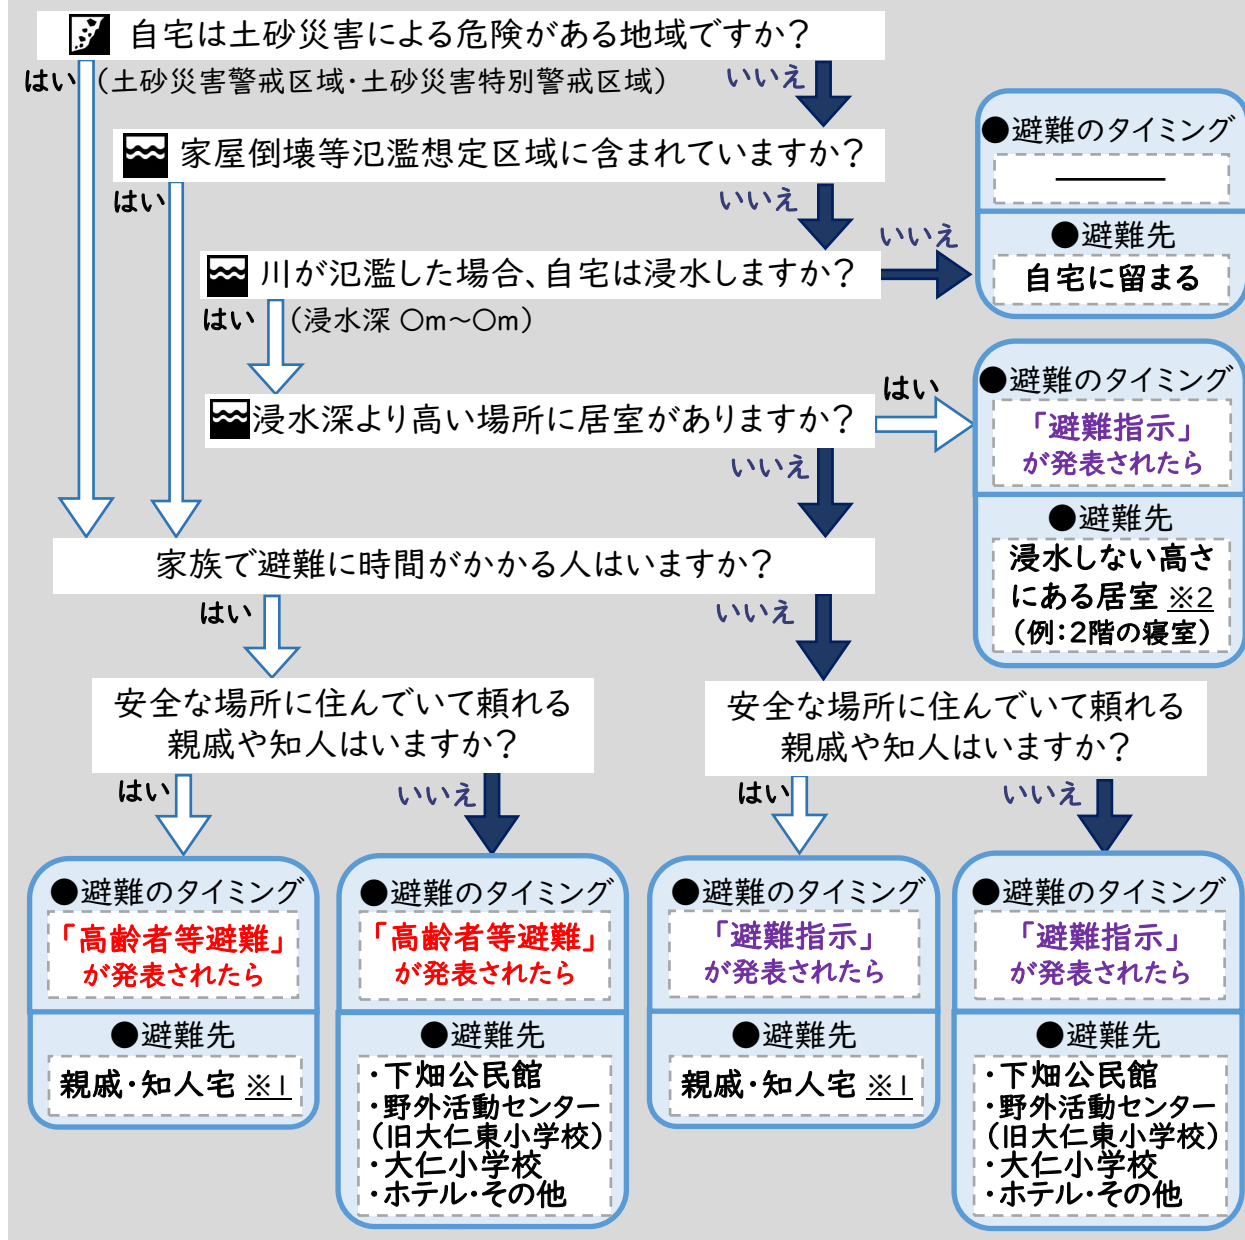 自宅は土砂災害による危険がある地域ですか？
はい
（土砂災害警戒区域・土砂災害特別警戒区域）
いいえ
家屋倒壊等氾濫想定区域に含まれていますか？
はい
いいえ
川が氾濫した場合、自宅は浸水しますか？
いいえ
はい
（浸水深 〇m～〇m）
●避難のタイミング
————
●避難先
自宅に留まる
浸水深より高い場所に居室がありますか？
はい
いいえ
●避難のタイミング
「避難指示」
が発表されたら
●避難先
浸水しない高さ
にある居室 ※2
（例：2階の寝室）
家族で避難に時間がかかる人はいますか？
はい
いいえ
安全な場所に住んでいて頼れる
親戚や知人はいますか？
はい
いいえ
安全な場所に住んでいて頼れる
親戚や知人はいますか？
はい
いいえ
●避難のタイミング
「高齢者等避難」
が発表されたら
●避難先
親戚・知人宅 ※1
●避難のタイミング
「高齢者等避難」
が発表されたら
●避難先
・下畑公民館
・野外活動センター
（旧大仁東小学校）
・大仁小学校
・ホテル・その他
●避難のタイミング
「避難指示」
が発表されたら
●避難先
親戚・知人宅 ※1
●避難のタイミング
「避難指示」
が発表されたら
●避難先
・下畑公民館
・野外活動センター
（旧大仁東小学校）
・大仁小学校
・ホテル・その他